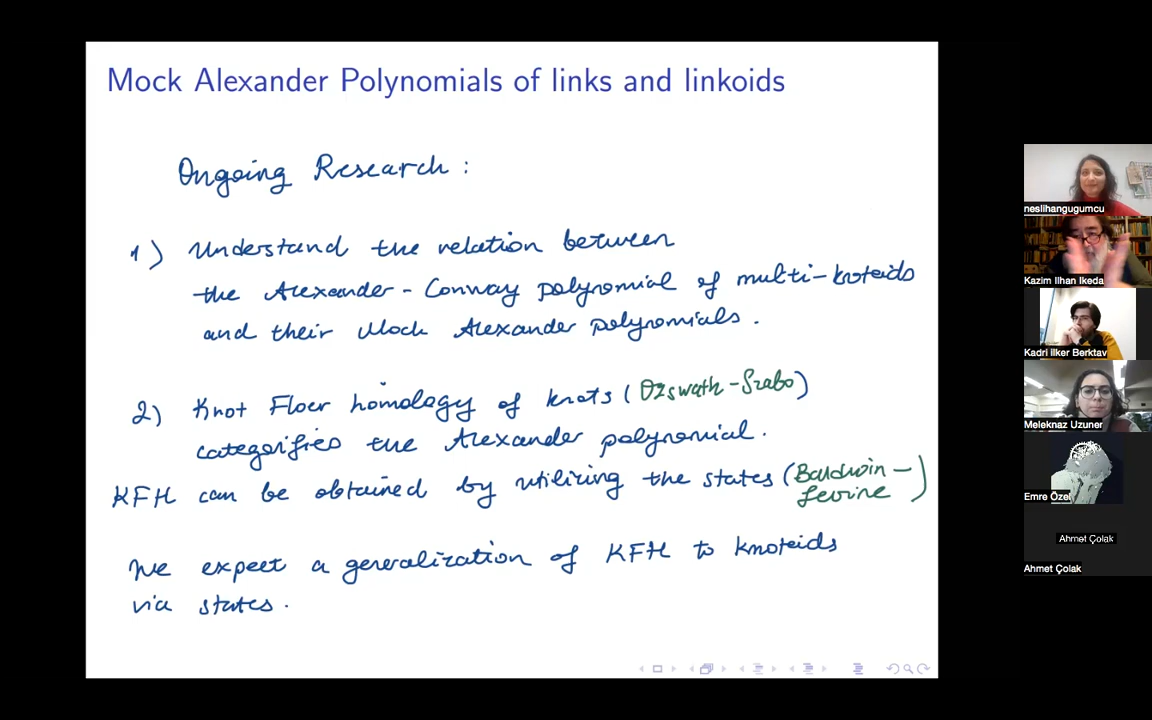 Mock Alexander Polynomials of links and linkoids
Ongoing Research :
1) Understand the relation between
the Alexander - Conway polynomial of multi-knotoids
and their Mock Alexander polynomials.
2) Knot Floer homology of knots (Ozswath-Szabo)
categorifies the Alexander polynomial.
KFH can be obtained by utilizing the states (Baldwin -
Levine)
We expect a generalization of KFH to knotoids
via states.
neslihangugumcu
Kazim Ilhan Ikeda
Kadri ilker Berktav
Meleknaz Uzuner
Emre Özel
Ahmet Çolak
Ahmet Çolak